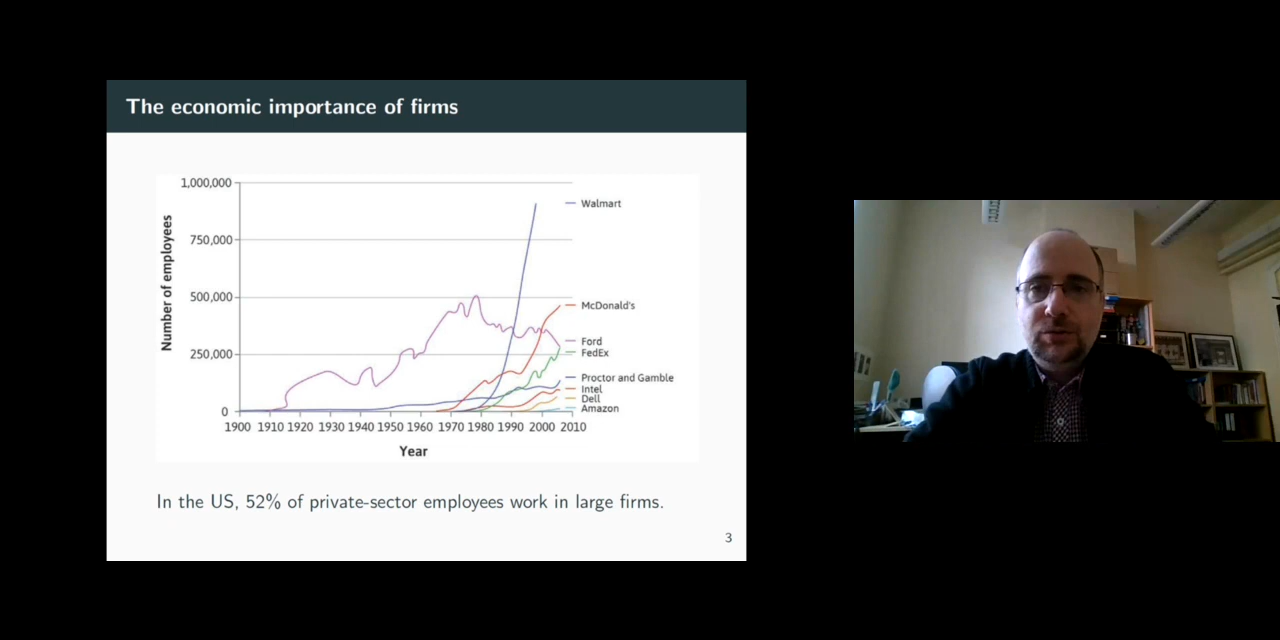 The economic importance of firms
1,000,000
750,000
500,000
250,000
0
Number of employees
1900 1910 1920 1930 1940 1950 1960 1970 1980 1990 2000 2010
Year
Walmart
McDonald's
Ford
FedEx
Proctor and Gamble
Intel
Dell
Amazon
In the US, 52% of private-sector employees work in large firms.
3